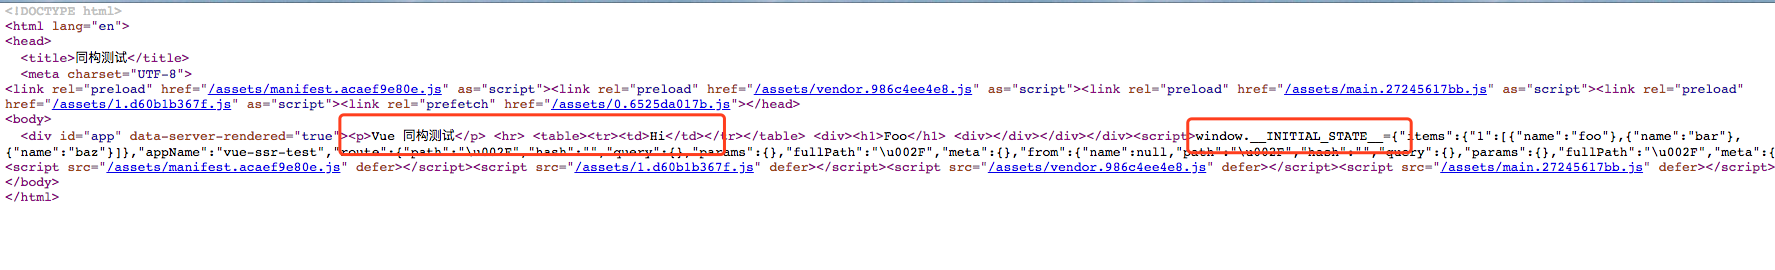 <!DOCTYPE html>
<html lang="en">
<head>
  <title>同构测试</title>
  <meta charset="UTF-8">
<link rel="preload" href="/assets/manifest.acaef9e80e.js" as="script"><link rel="preload" href="/assets/vendor.986c4ee4e8.js" as="script"><link rel="preload" href="/assets/main.27245617bb.js" as="script"><link rel="preload"
href="/assets/1.d60b1b367f.js" as="script"><link rel="prefetch" href="/assets/0.6525da017b.js"></head>
<body>
  <div id="app" data-server-rendered="true"><p>Vue 同构测试</p> <hr> <table><tr><td>Hi</td></tr></table> <div><h1>Foo</h1> <div></div></div></div><script>window.__INITIAL_STATE__={"items":{"1":[{"name":"foo"},{"name":"bar"},
{"name":"baz"}]},"appName":"vue-ssr-test","route":{"path":"\u002F","hash":"","query":{},"params":{},"fullPath":"\u002F","meta":{},"from":{"name":null,"path":"\u002F","hash":"","query":{},"params":{},"fullPath":"\u002F","meta":{
<script src="/assets/manifest.acaef9e80e.js" defer></script><script src="/assets/1.d60b1b367f.js" defer></script><script src="/assets/vendor.986c4ee4e8.js" defer></script><script src="/assets/main.27245617bb.js" defer></script>
</body>
</html>